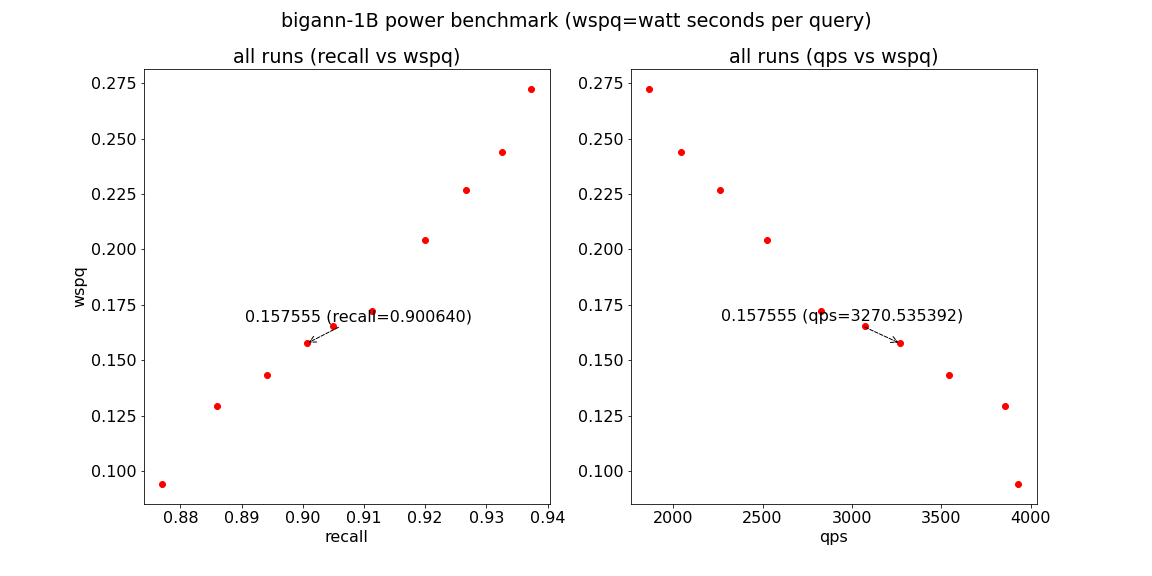 bigann-1B power benchmark (wspq=watt seconds per query)
all runs (recall vs wspq)
0.275
0.250
0.225
0.200
0.175
0.150
0.125
0.100
wspq
0.157555 (recall=0.900640)
0.88 0.89 0.90 0.91 0.92 0.93 0.94
recall
all runs (qps vs wspq)
0.275
0.250
0.225
0.200
0.175
0.150
0.125
0.100
0.157555 (qps=3270.535392)
2000 2500 3000 3500 4000
qps